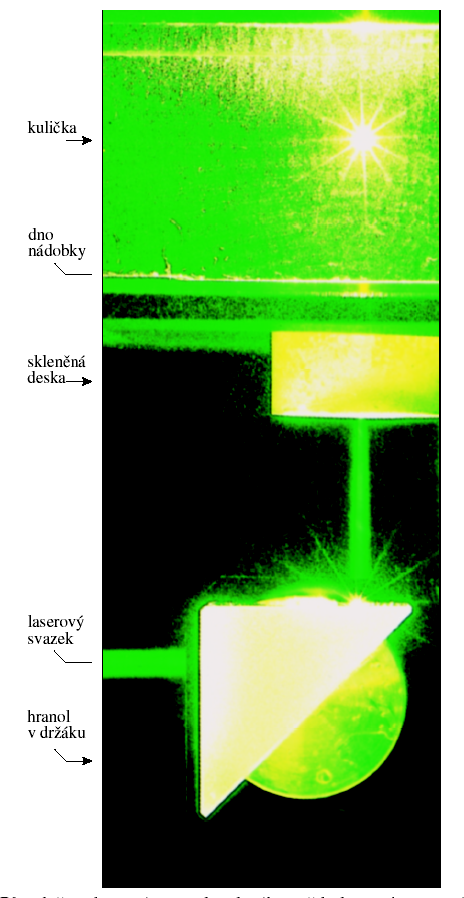 kulička
dno
nádobky
skleněná
deska
laserový
svazek
hranol
v držáku